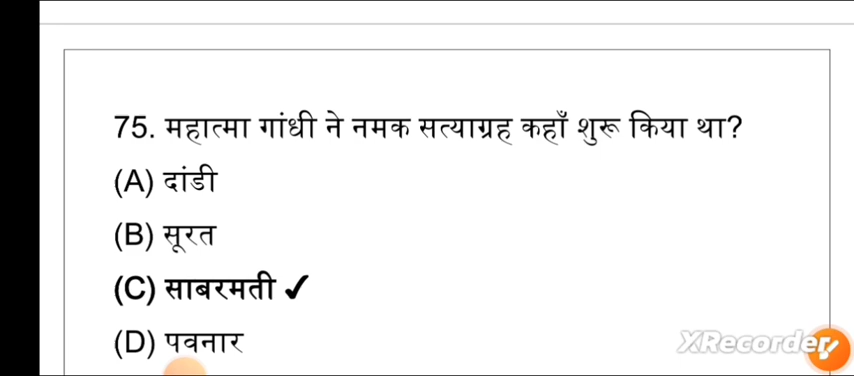 75. महात्मा गांधी ने नमक सत्याग्रह कहाँ शुरू किया था?
(A) दांडी
(B) सूरत
(C) साबरमती ✓
(D) पवनार
XRecorder